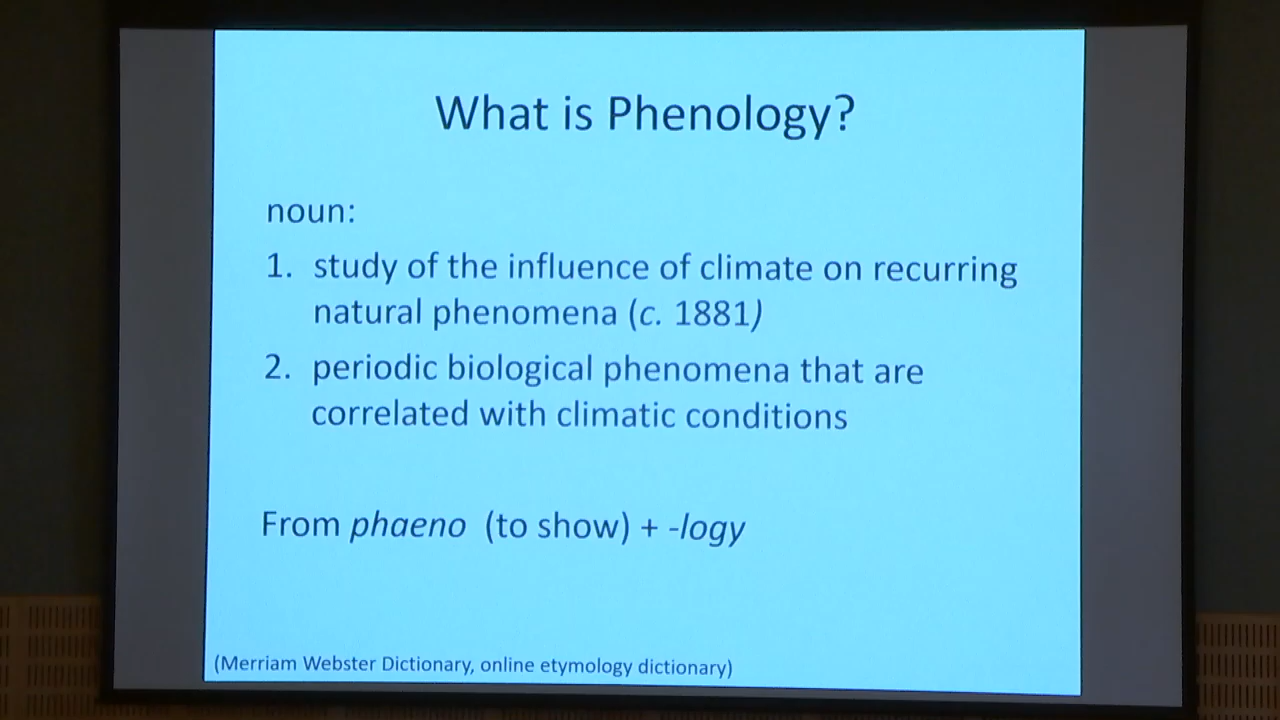 What is Phenology?
noun:
1. study of the influence of climate on recurring
natural phenomena (c. 1881)
2. periodic biological phenomena that are
correlated with climatic conditions
From phaeno (to show) + -logy
(Merriam Webster Dictionary, online etymology dictionary)